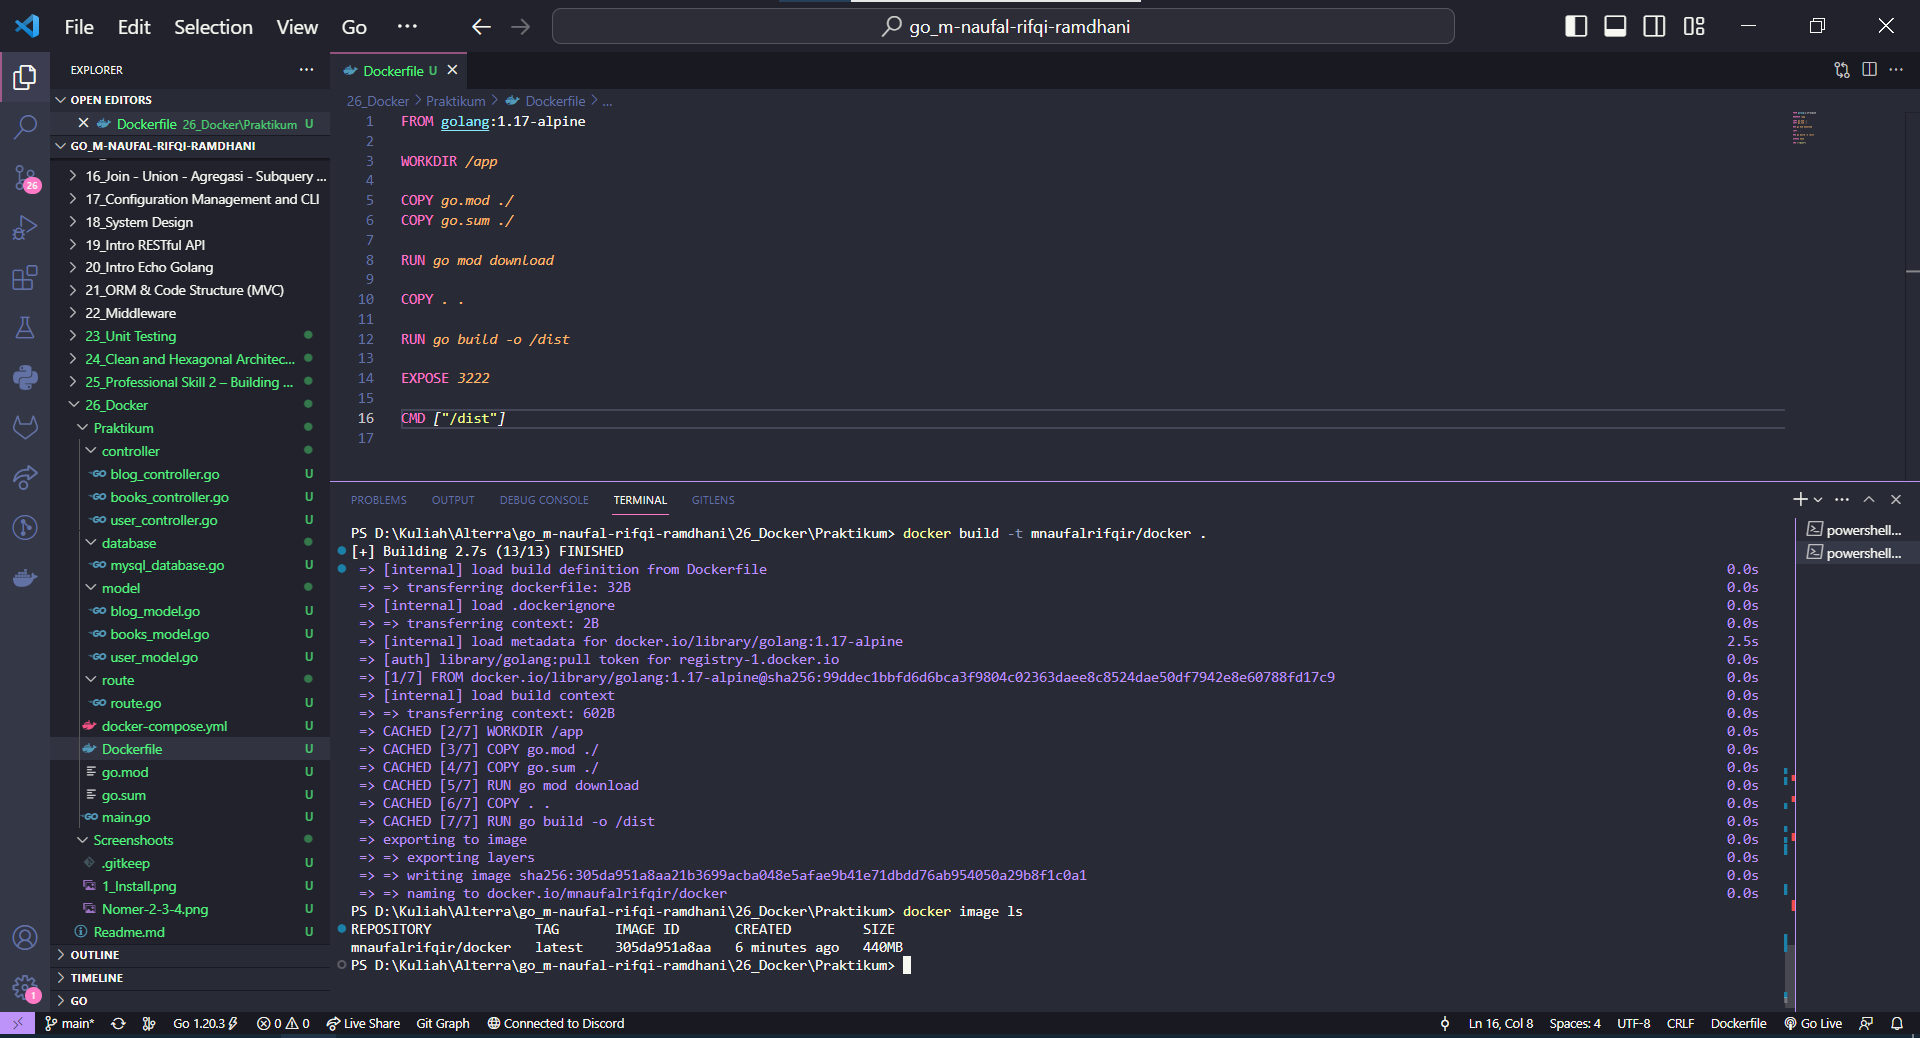 File Edit Selection View Go ··· go_m-naufal-rifqi-ramdhani
EXPLORER ···
OPEN EDITORS
Dockerfile 26_Docker\Praktikum U
GO_M-NAUFAL-RIFQI-RAMDHANI
16_Join - Union - Agregasi - Subquery ...
17_Configuration Management and CLI
18_System Design
19_Intro RESTful API
20_Intro Echo Golang
21_ORM & Code Structure (MVC)
22_Middleware
23_Unit Testing
24_Clean and Hexagonal Architec...
25_Professional Skill 2 – Building ...
26_Docker
Praktikum
controller
blog_controller.go U
books_controller.go U
user_controller.go U
database
mysql_database.go U
model
blog_model.go U
books_model.go U
user_model.go U
route
route.go U
docker-compose.yml U
Dockerfile U
go.mod U
go.sum U
main.go U
Screenshoots
.gitkeep U
1_Install.png U
Nomer-2-3-4.png U
Readme.md U
OUTLINE
TIMELINE
GO
26
1
Dockerfile U
26_Docker > Praktikum > Dockerfile > ...
1 FROM golang:1.17-alpine
2
3 WORKDIR /app
4
5 COPY go.mod ./
6 COPY go.sum ./
7
8 RUN go mod download
9
10 COPY . .
11
12 RUN go build -o /dist
13
14 EXPOSE 3222
15
16 CMD ["/dist"]
17
PROBLEMS OUTPUT DEBUG CONSOLE TERMINAL GITLENS
PS D:\Kuliah\Alterra\go_m-naufal-rifqi-ramdhani\26_Docker\Praktikum> docker build -t mnaufalrifqir/docker .
[+] Building 2.7s (13/13) FINISHED
=> [internal] load build definition from Dockerfile 0.0s
=> => transferring dockerfile: 32B 0.0s
=> [internal] load .dockerignore 0.0s
=> => transferring context: 2B 0.0s
=> [internal] load metadata for docker.io/library/golang:1.17-alpine 2.5s
=> [auth] library/golang:pull token for registry-1.docker.io 0.0s
=> [1/7] FROM docker.io/library/golang:1.17-alpine@sha256:99ddec1bbfd6d6bca3f9804c02363daee8c8524dae50df7942e8e60788fd17c9 0.0s
=> [internal] load build context 0.0s
=> => transferring context: 602B 0.0s
=> CACHED [2/7] WORKDIR /app 0.0s
=> CACHED [3/7] COPY go.mod ./ 0.0s
=> CACHED [4/7] COPY go.sum ./ 0.0s
=> CACHED [5/7] RUN go mod download 0.0s
=> CACHED [6/7] COPY . . 0.0s
=> CACHED [7/7] RUN go build -o /dist 0.0s
=> exporting to image 0.0s
=> => exporting layers 0.0s
=> => writing image sha256:305da951a8aa21b3699acba048e5afae9b41e71dbdd76ab954050a29b8f1c0a1 0.0s
=> => naming to docker.io/mnaufalrifqir/docker 0.0s
PS D:\Kuliah\Alterra\go_m-naufal-rifqi-ramdhani\26_Docker\Praktikum> docker image ls
REPOSITORY TAG IMAGE ID CREATED SIZE
mnaufalrifqir/docker latest 305da951a8aa 6 minutes ago 440MB
PS D:\Kuliah\Alterra\go_m-naufal-rifqi-ramdhani\26_Docker\Praktikum>
powershell...
powershell...
main* Go 1.20.3 0 0 Live Share Git Graph Connected to Discord Ln 16, Col 8 Spaces: 4 UTF-8 CRLF Dockerfile Go Live